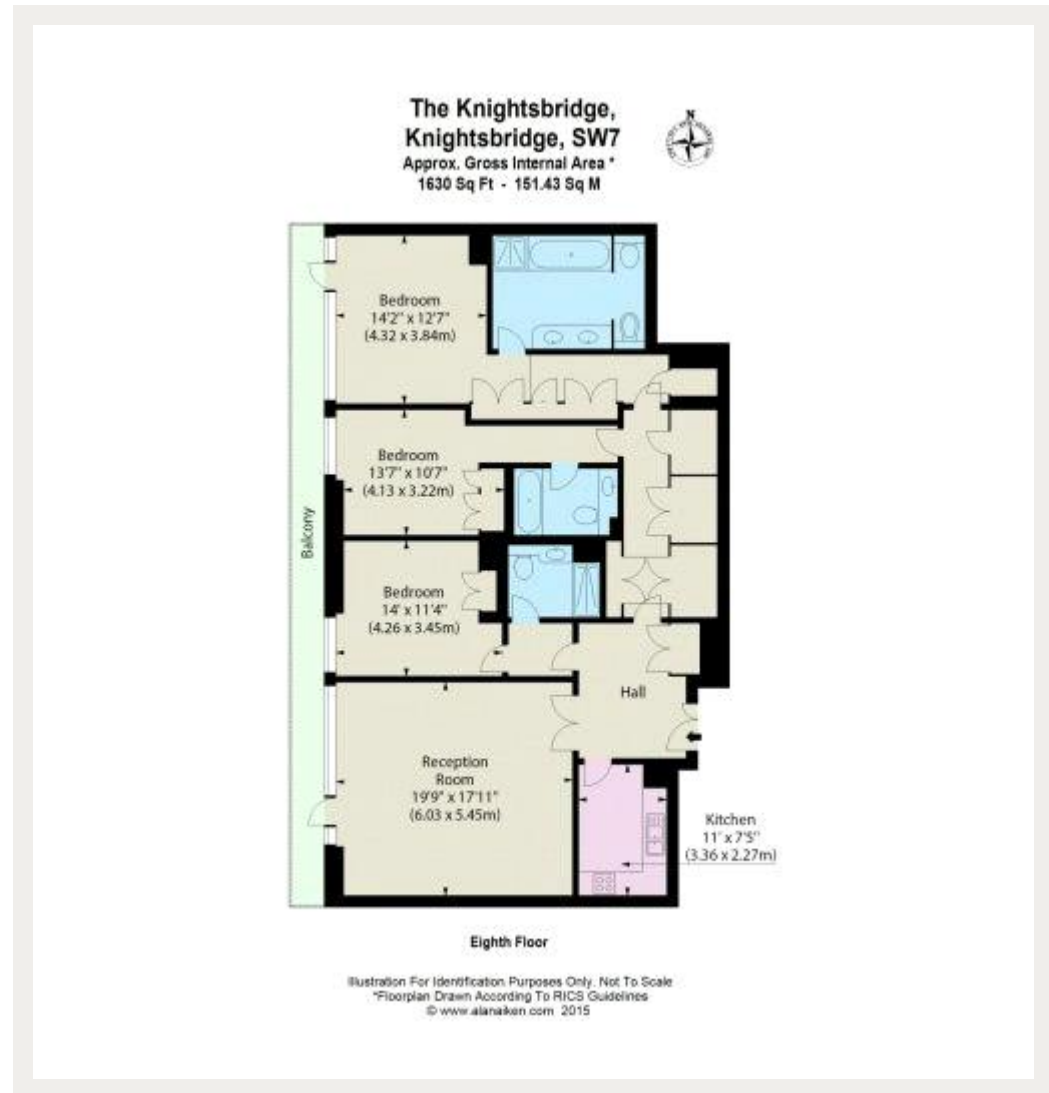 The Knightsbridge,
Knightsbridge, SW7
Approx. Gross Internal Area *
1630 Sq Ft - 151.43 Sq M
N
Bedroom
14'2" x 12'7"
(4.32 x 3.84m)
Bedroom
13'7" x 10'7"
(4.13 x 3.22m)
Balcony
Bedroom
14' x 11'4"
(4.26 x 3.45m)
Hall
Reception
Room
19'9" x 17'11"
(6.03 x 5.45m)
Kitchen
11' x 7'5"
(3.36 x 2.27m)
Eighth Floor
Illustration For Identification Purposes Only. Not To Scale
*Floorplan Drawn According To RICS Guidelines
© www.alanaiken.com 2015